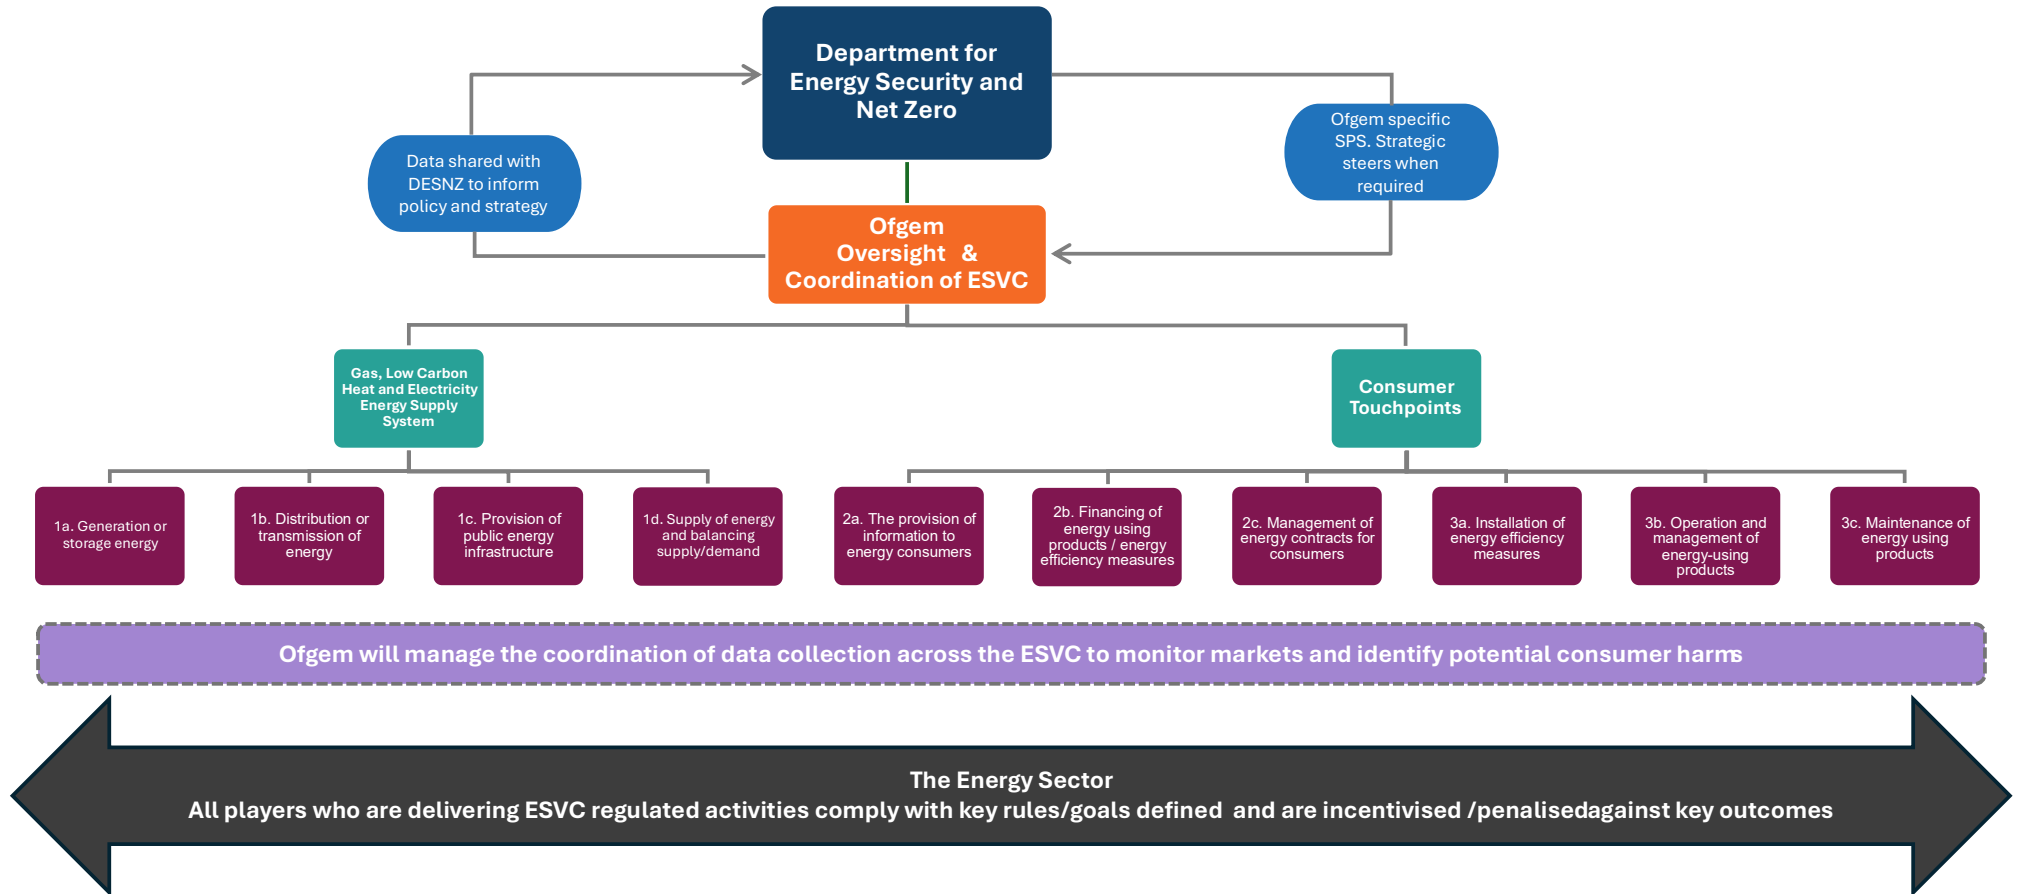 Department for
Energy Security and
Net Zero
Data shared with
DESNZ to inform
policy and strategy
Ofgem specific
SPS. Strategic
steers when
required
Ofgem
Oversight &
Coordination of ESVC
Gas, Low Carbon
Heat and Electricity
Energy Supply
System
Consumer
Touchpoints
1a. Generation or
storage energy
1b. Distribution or
transmission of
energy
1c. Provision of
public energy
infrastructure
1d. Supply of energy
and balancing
supply/demand
2a. The provision of
information to
energy consumers
2b. Financing of
energy using
products / energy
efficiency measures
2c. Management of
energy contracts for
consumers
3a. Installation of
energy efficiency
measures
3b. Operation and
management of
energy-using
products
3c. Maintenance of
energy using
products
Ofgem will manage the coordination of data collection across the ESVC to monitor markets and identify potential consumer harms
The Energy Sector
All players who are delivering ESVC regulated activities comply with key rules/goals defined and are incentivised /penalisedagainst key outcomes